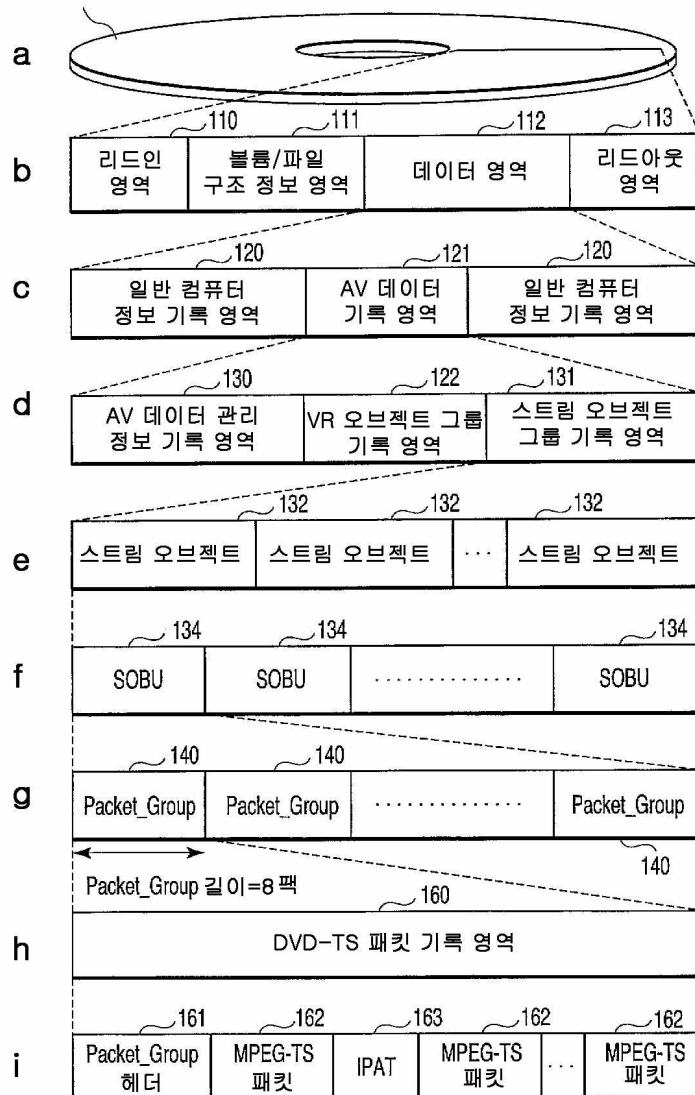 a
110
111
112
113
b
리드인
영역
볼륨/파일
구조 정보 영역
데이터 영역
리드아웃
영역
120
121
120
c
일반 컴퓨터
정보 기록 영역
AV 데이터
기록 영역
일반 컴퓨터
정보 기록 영역
130
122
131
d
AV 데이터 관리
정보 기록 영역
VR 오브젝트 그룹
기록 영역
스트림 오브젝트
그룹 기록 영역
132
132
132
e
스트림 오브젝트
스트림 오브젝트
···
스트림 오브젝트
134
134
134
f
SOBU
SOBU
··············
SOBU
140
140
g
Packet_Group
Packet_Group
··············
Packet_Group
140
Packet_Group 길이=8 팩
160
h
DVD-TS 패킷 기록 영역
161
162
163
162
162
i
Packet_Group
헤더
MPEG-TS
패킷
IPAT
MPEG-TS
패킷
···
MPEG-TS
패킷